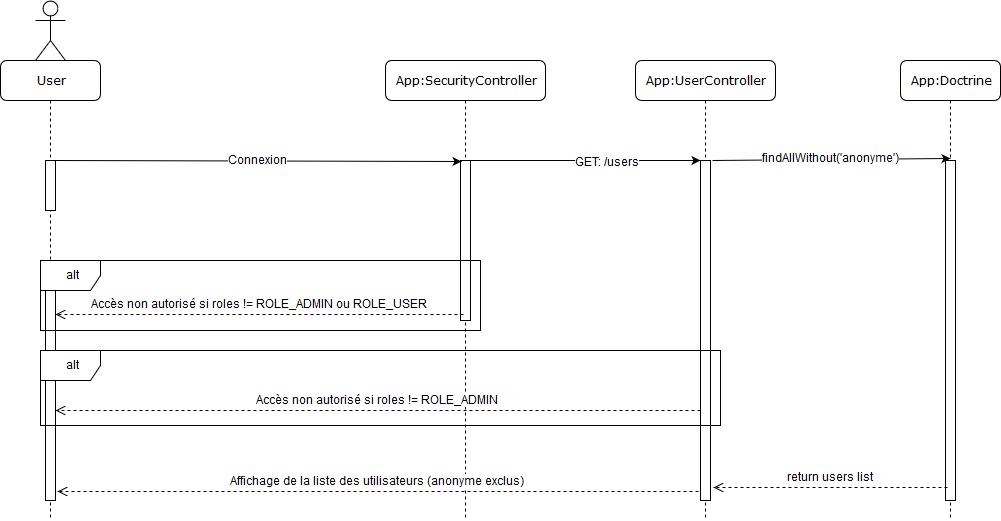 User
App:SecurityController
App:UserController
App:Doctrine
Connexion
GET: /users
findAllWithout('anonyme')
alt
Accès non autorisé si roles != ROLE_ADMIN ou ROLE_USER
alt
Accès non autorisé si roles != ROLE_ADMIN
Affichage de la liste des utilisateurs (anonyme exclus)
return users list